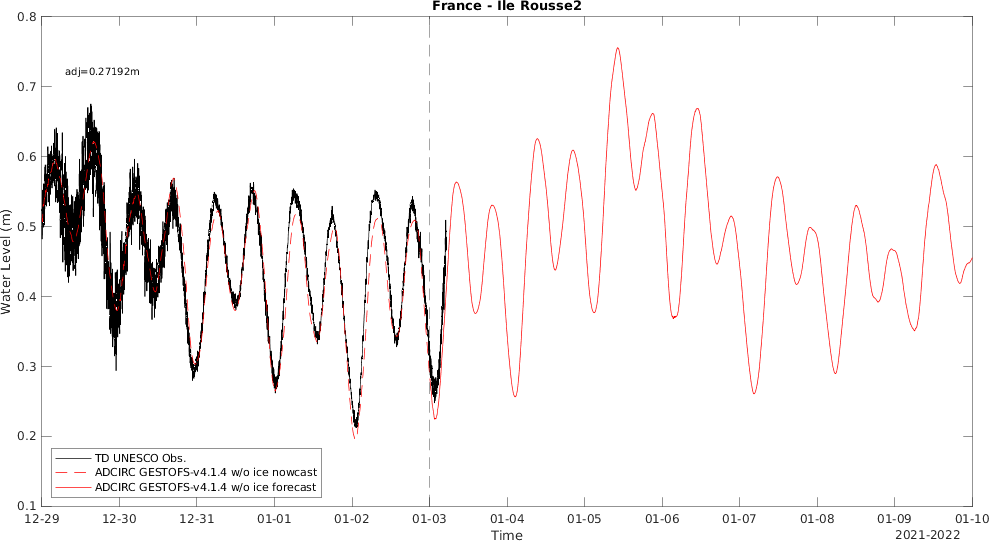 France - Ile Rousse2
adj=0.27192m
Water Level (m)
0.8
0.7
0.6
0.5
0.4
0.3
0.2
0.1
TD UNESCO Obs.
ADCIRC GESTOFS-v4.1.4 w/o ice nowcast
ADCIRC GESTOFS-v4.1.4 w/o ice forecast
12-29 12-30 12-31 01-01 01-02 01-03 01-04 01-05 01-06 01-07 01-08 01-09 01-10
Time
2021-2022